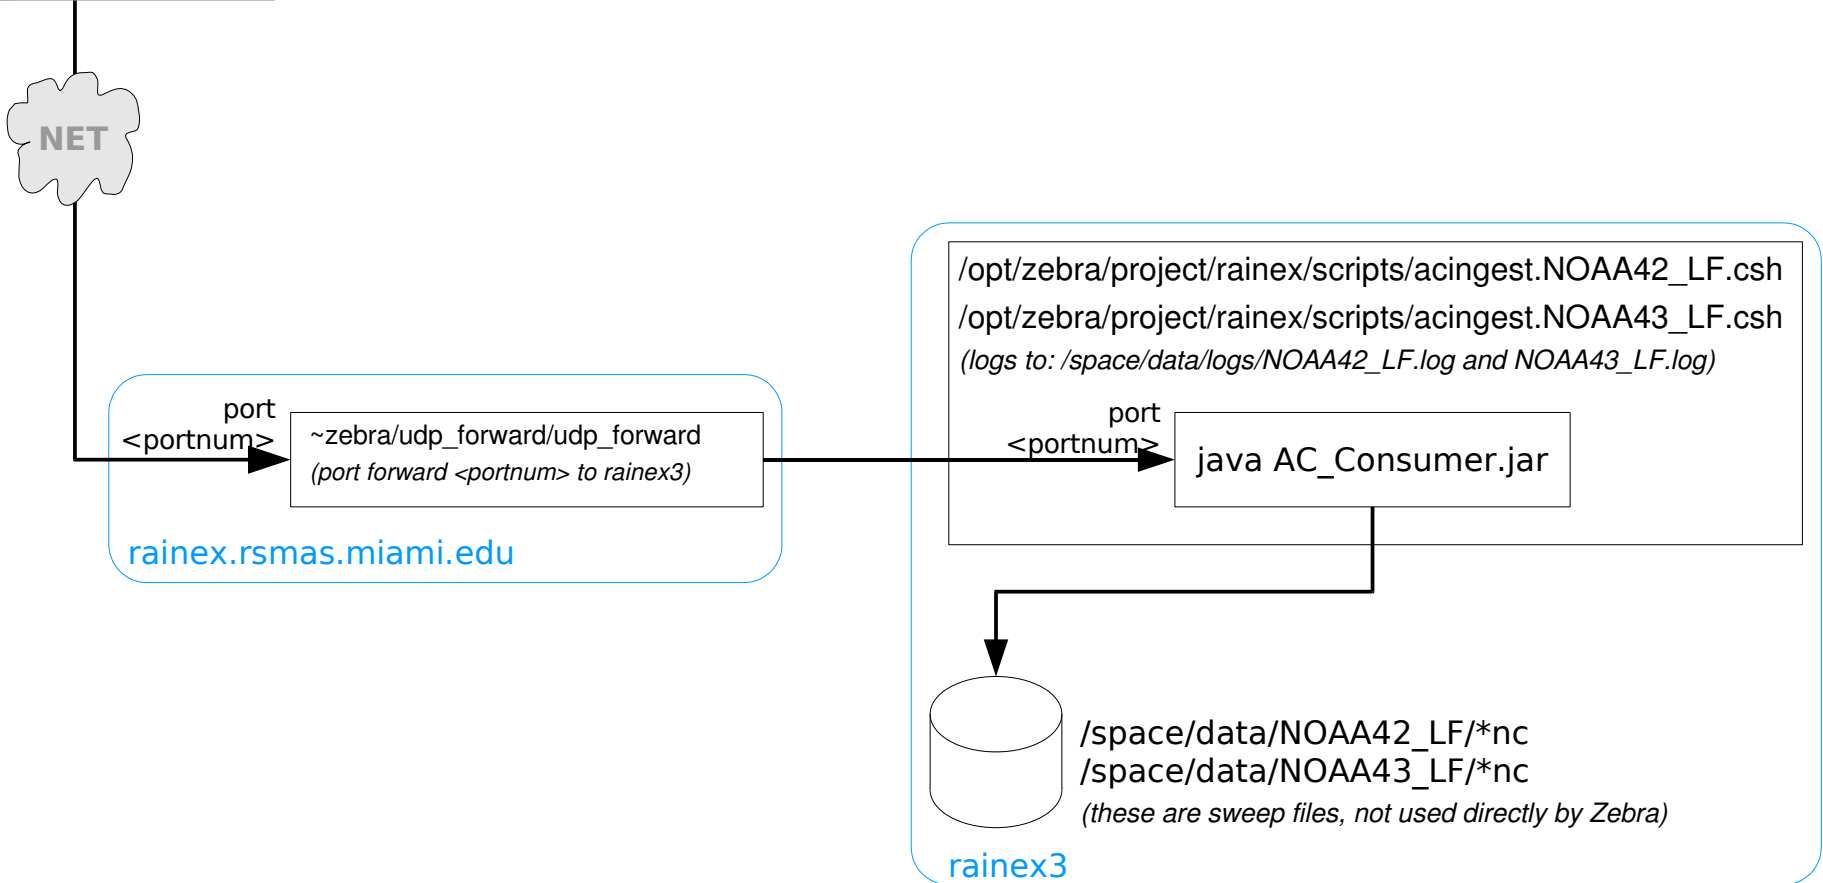 NET
/opt/zebra/project/rainex/scripts/acingest.NOAA42_LF.csh
/opt/zebra/project/rainex/scripts/acingest.NOAA43_LF.csh
(logs to: /space/data/logs/NOAA42_LF.log and NOAA43_LF.log)
port
<portnum>
~zebra/udp_forward/udp_forward
(port forward <portnum> to rainex3)
rainex.rsmas.miami.edu
port
<portnum>
java AC_Consumer.jar
/space/data/NOAA42_LF/*nc
/space/data/NOAA43_LF/*nc
(these are sweep files, not used directly by Zebra)
rainex3